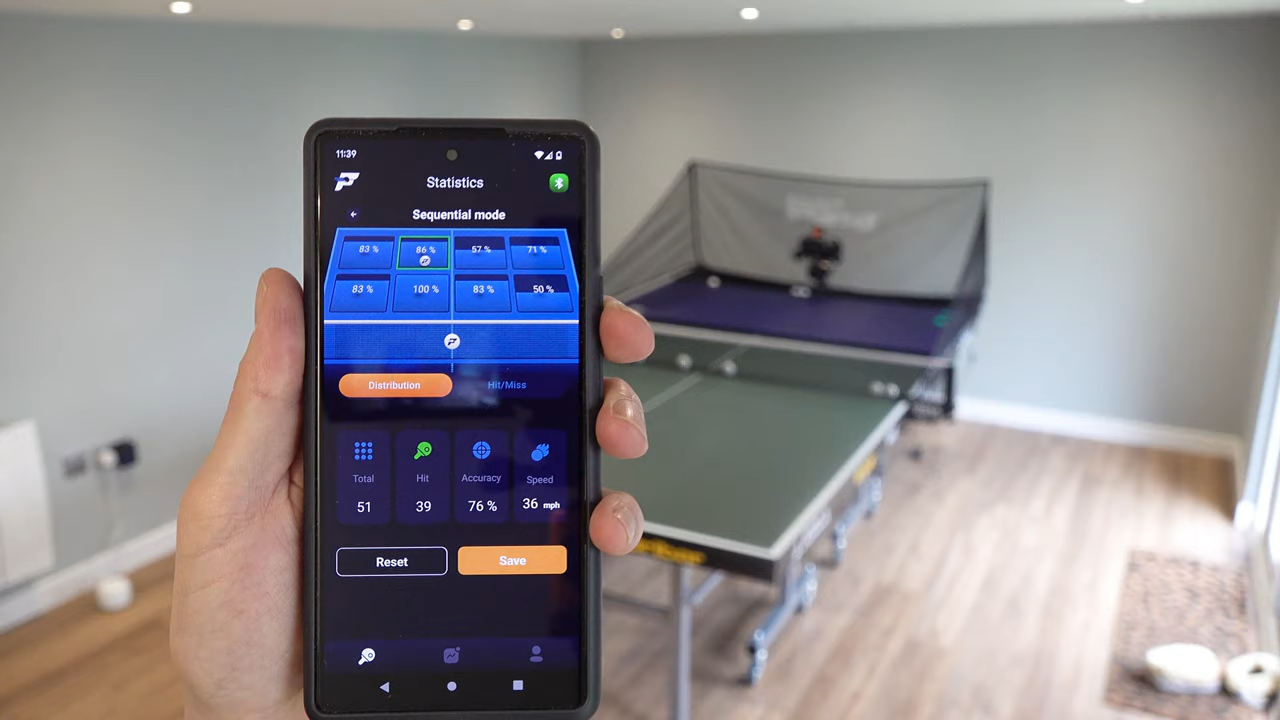 11:39
Statistics
Sequential mode
83 % 86 % 57 % 71 %
83 % 100 % 83 % 50 %
Distribution Hit/Miss
Total Hit Accuracy Speed
51 39 76 % 36 mph
Reset Save